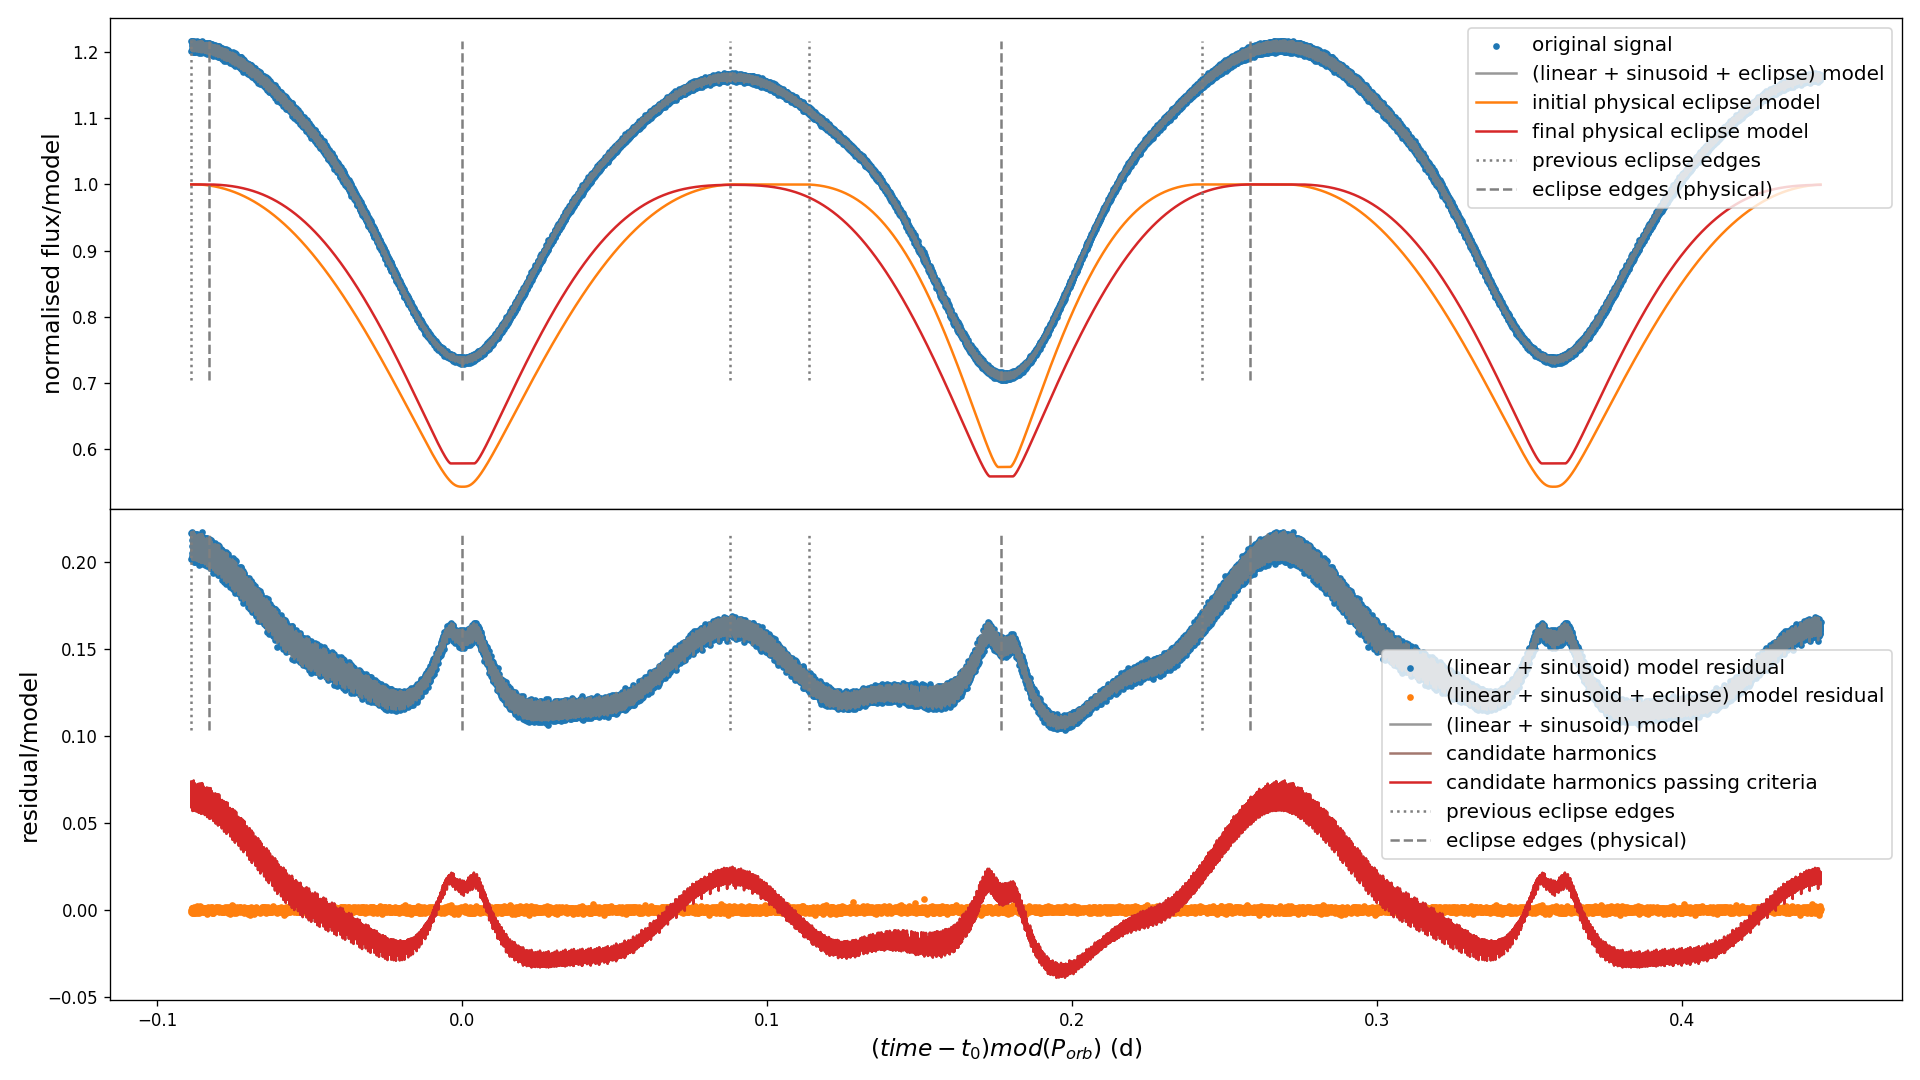 normalised flux/model
1.2
1.1
1.0
0.9
0.8
0.7
0.6
original signal
(linear + sinusoid + eclipse) model
initial physical eclipse model
final physical eclipse model
previous eclipse edges
eclipse edges (physical)
residual/model
0.20
0.15
0.10
0.05
0.00
−0.05
(linear + sinusoid) model residual
(linear + sinusoid + eclipse) model residual
(linear + sinusoid) model
candidate harmonics
candidate harmonics passing criteria
previous eclipse edges
eclipse edges (physical)
−0.1 0.0 0.1 0.2 0.3 0.4
(time − t₀)mod(Pₒᵣb) (d)